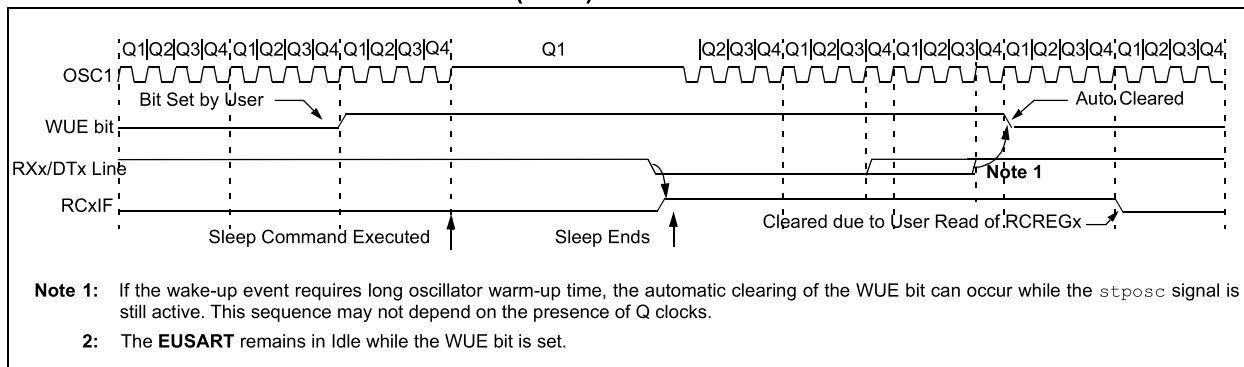 Q1|Q2|Q3|Q4|Q1|Q2|Q3|Q4|Q1|Q2|Q3|Q4 Q1 Q2|Q3|Q4|Q1|Q2|Q3|Q4|Q1|Q2|Q3|Q4|Q1|Q2|Q3|Q4|Q1|Q2|Q3|Q4
OSC1
Bit Set by User Auto Cleared
WUE bit
RXx/DTx Line Note 1
RCxIF
Cleared due to User Read of RCREGx
Sleep Command Executed Sleep Ends
Note 1: If the wake-up event requires long oscillator warm-up time, the automatic clearing of the WUE bit can occur while the stposc signal is
still active. This sequence may not depend on the presence of Q clocks.
2: The EUSART remains in Idle while the WUE bit is set.